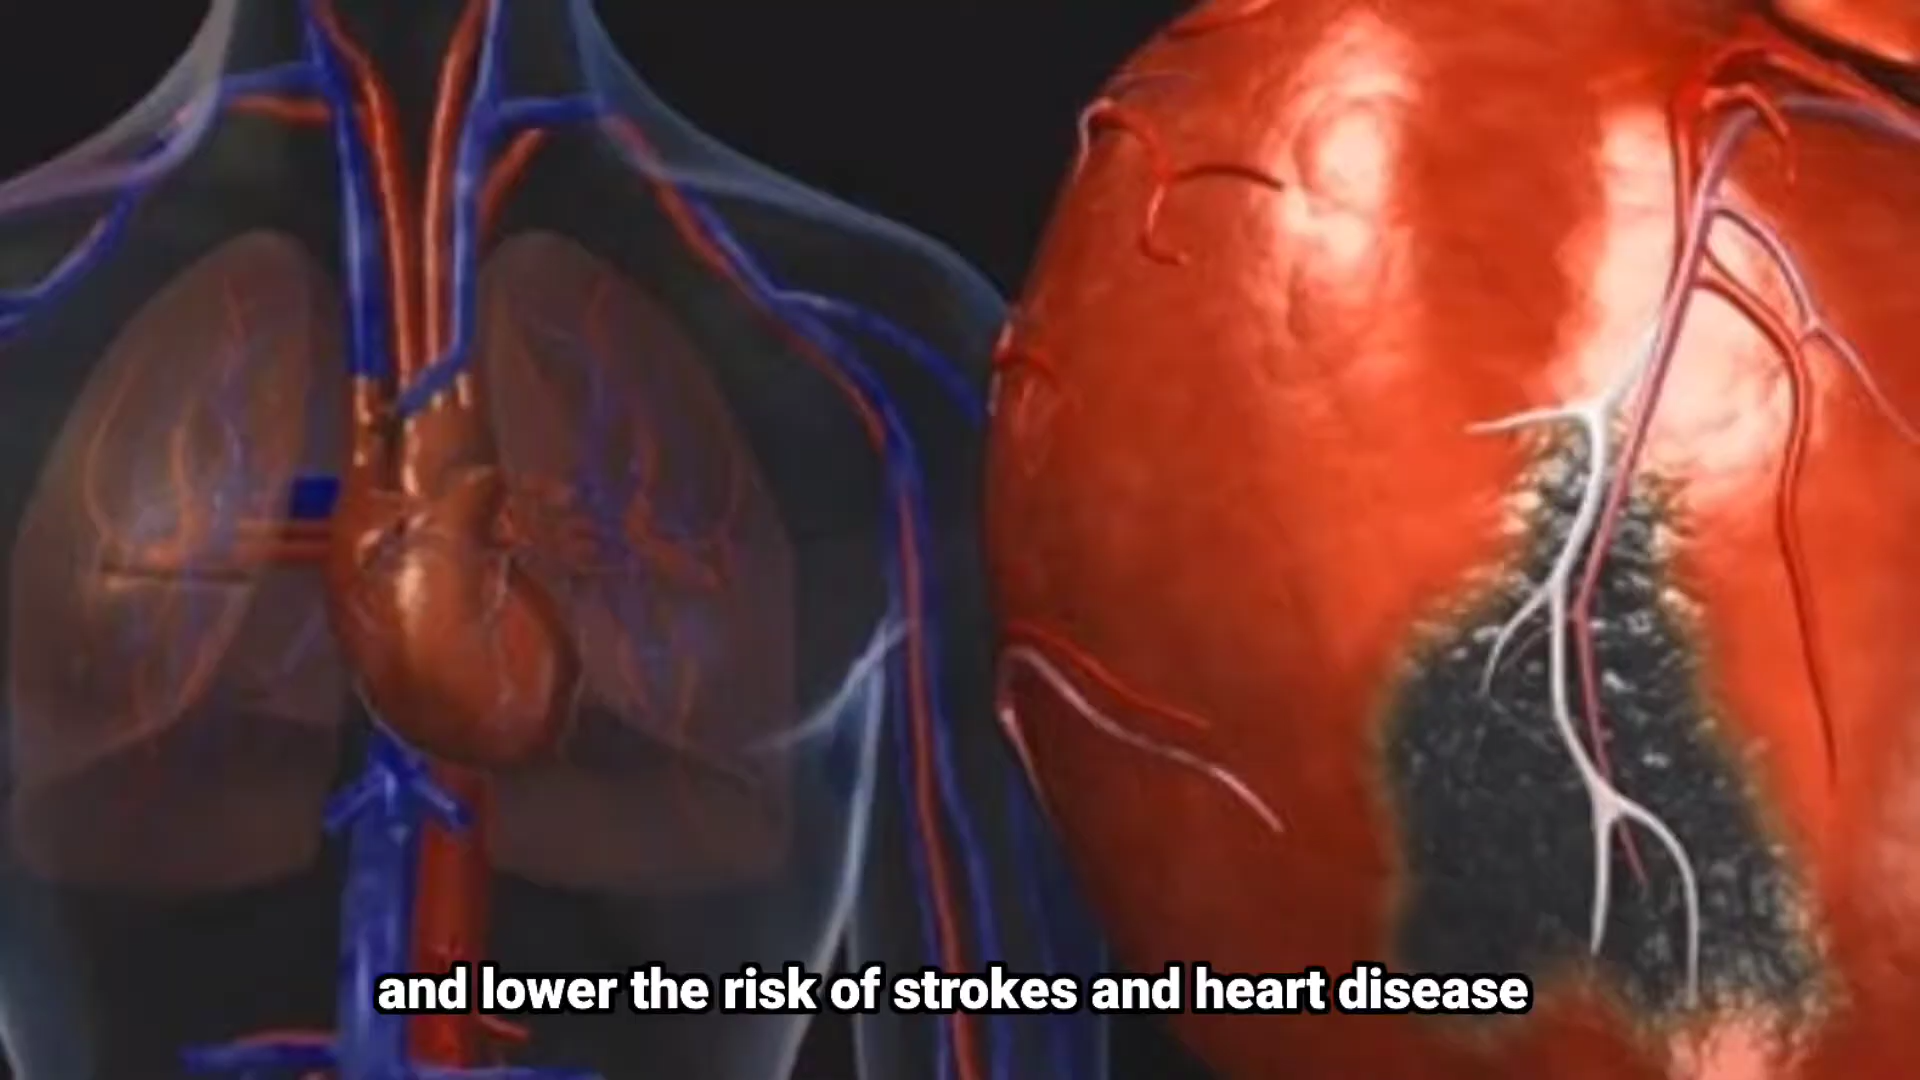 and lower the risk of strokes and heart disease